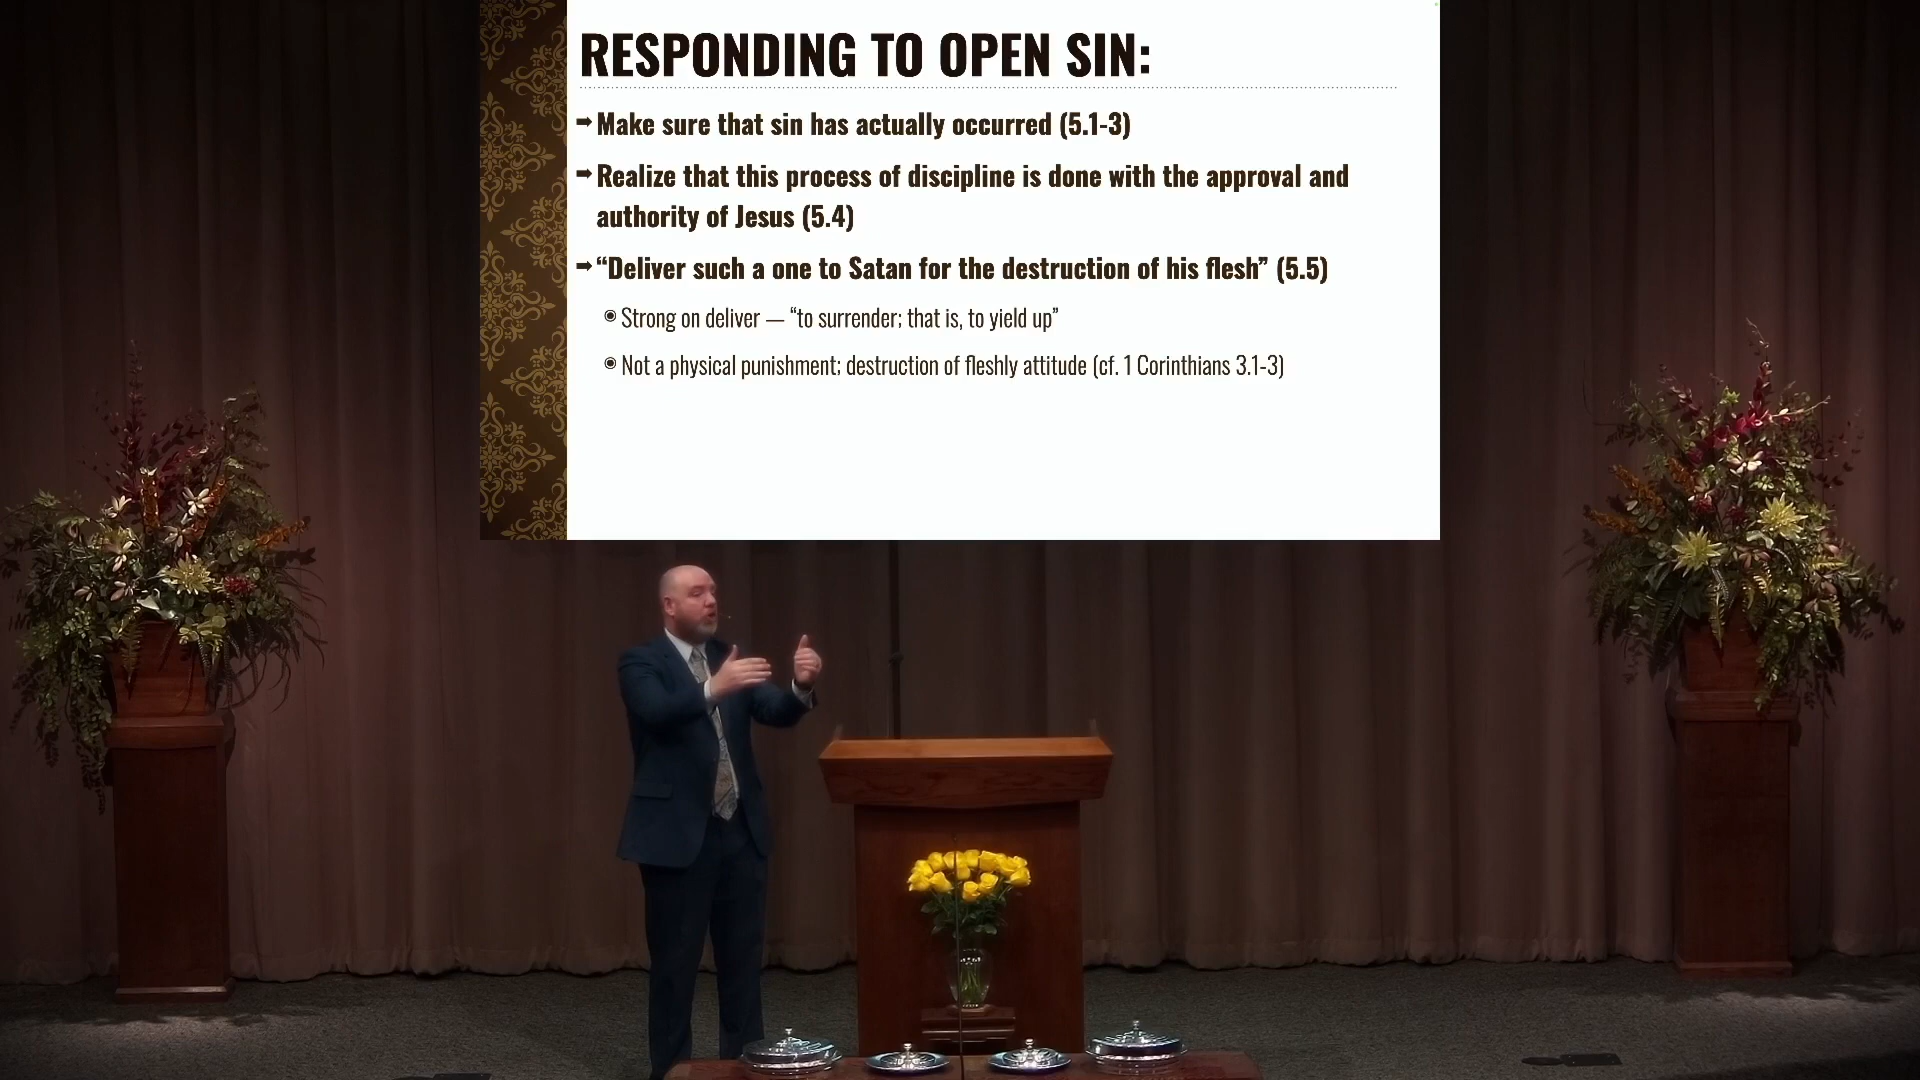 RESPONDING TO OPEN SIN:
Make sure that sin has actually occurred (5.1-3)
Realize that this process of discipline is done with the approval and
authority of Jesus (5.4)
“Deliver such a one to Satan for the destruction of his flesh” (5.5)
Strong on deliver — “to surrender; that is, to yield up”
Not a physical punishment; destruction of fleshly attitude (cf. 1 Corinthians 3.1-3)